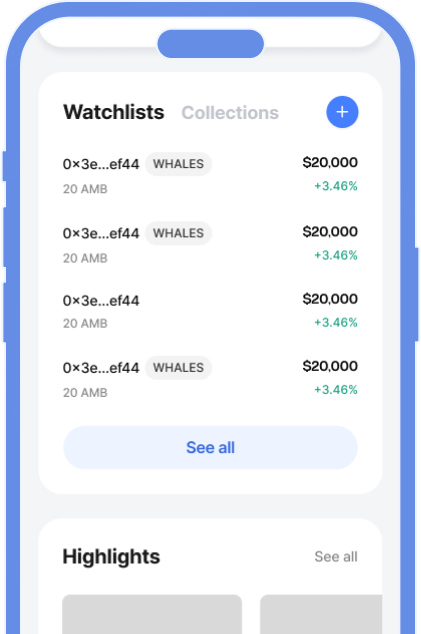 Watchlists Collections +
0×3e...ef44 WHALES $20,000
20 AMB +3.46%
0×3e...ef44 WHALES $20,000
20 AMB +3.46%
0×3e...ef44 $20,000
20 AMB +3.46%
0×3e...ef44 WHALES $20,000
20 AMB +3.46%
See all
Highlights See all